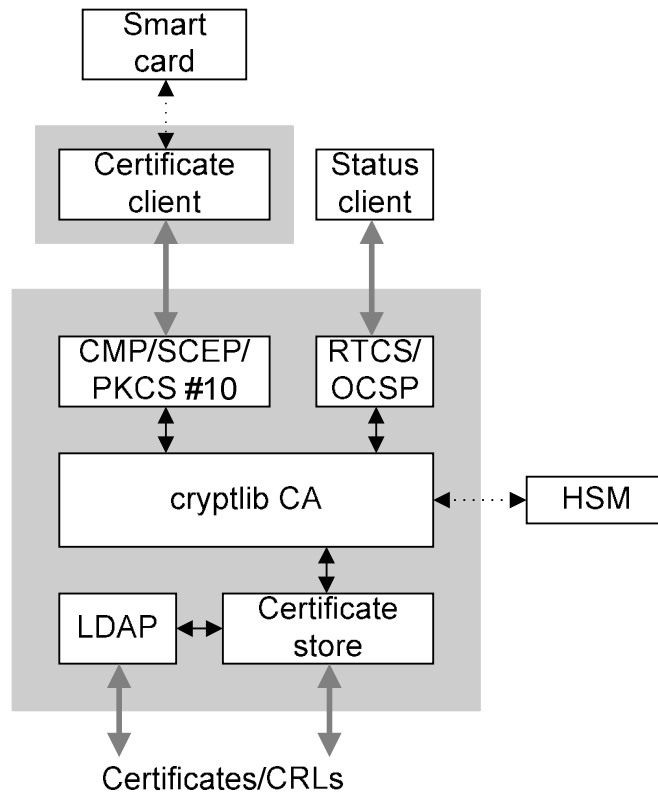 Smart
card
Certificate
client
Status
client
CMP/SCEP/
PKCS #10
RTCS/
OCSP
cryptlib CA
HSM
LDAP
Certificate
store
Certificates/CRLs